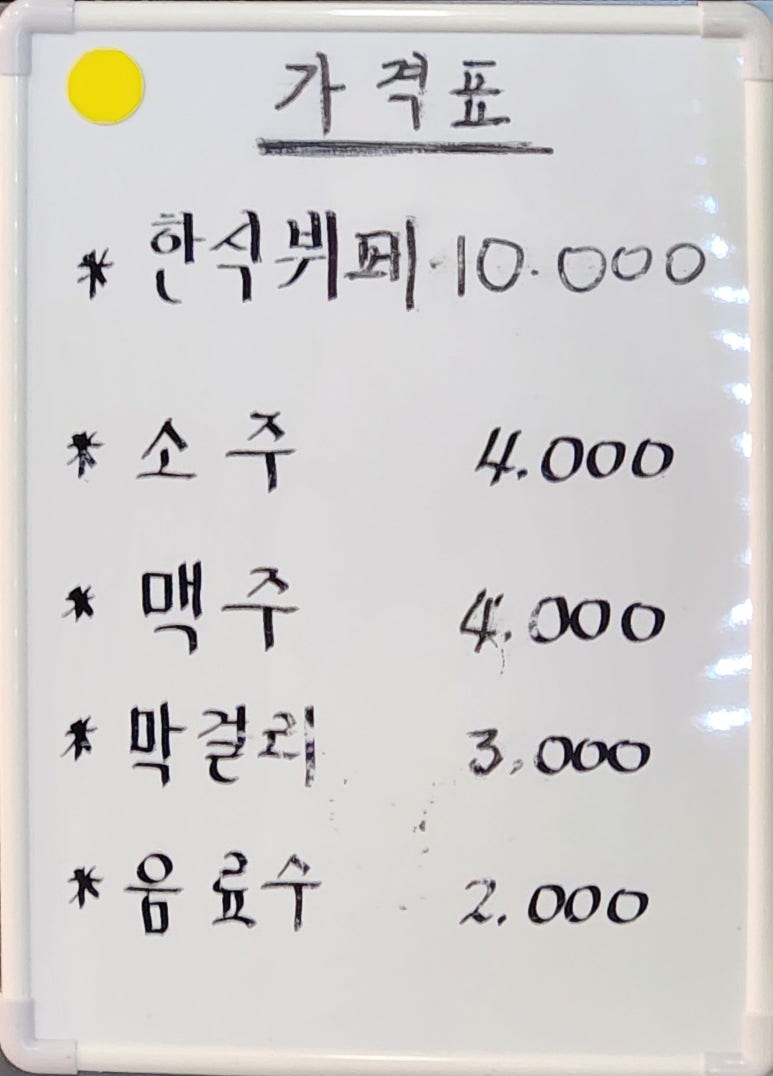 가격표
* 한식뷔페 10.000
* 소주 4.000
* 맥주 4.000
* 막걸리 3,000
* 음료수 2.000